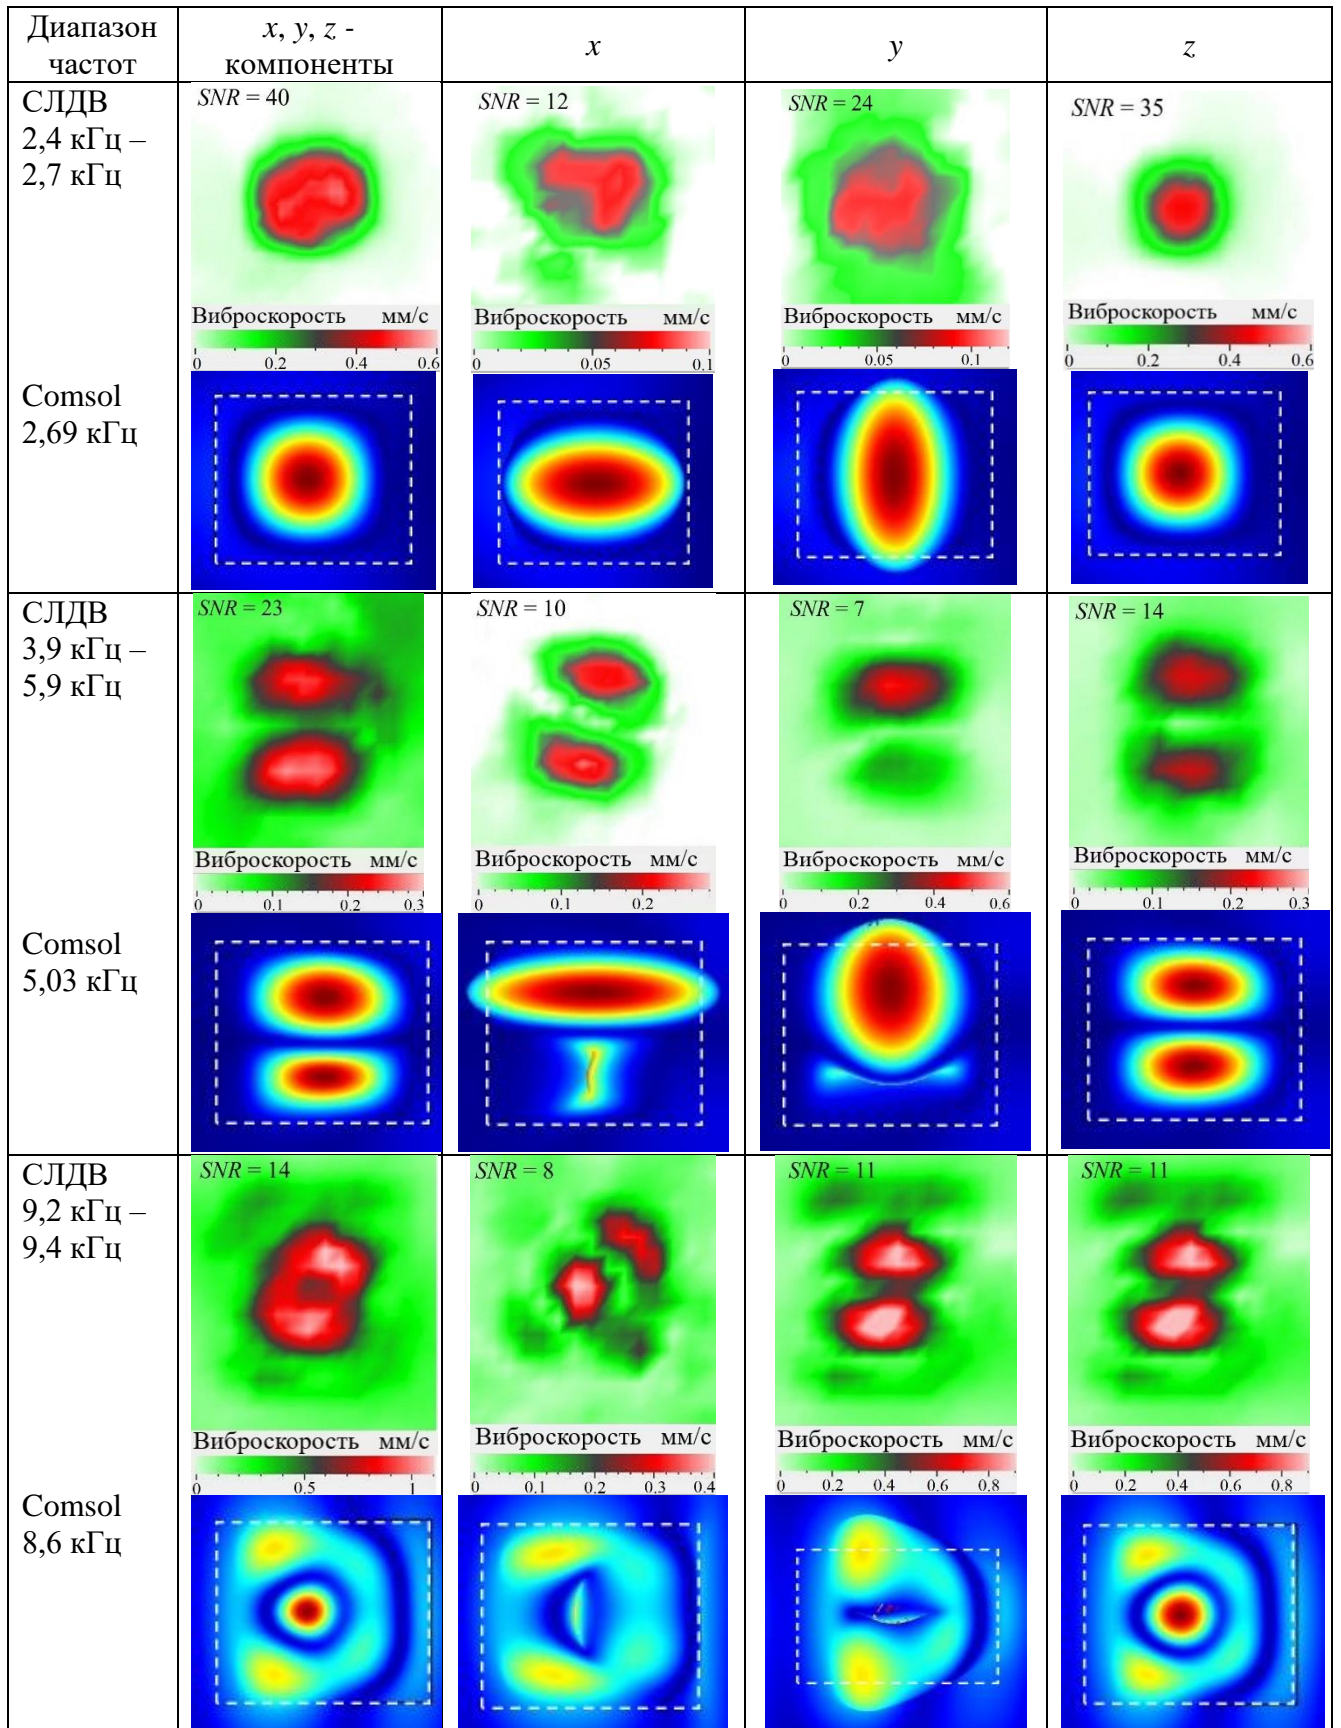 Диапазон
частот
x, y, z -
компоненты
x
y
z
СЛДВ
2,4 кГц –
2,7 кГц
SNR = 40
SNR = 12
SNR = 24
SNR = 35
Виброскорость мм/с
0 0.2 0.4 0.6
Виброскорость мм/с
0 0.05 0.1
Виброскорость мм/с
0 0.05 0.1
Виброскорость мм/с
0 0.2 0.4 0.6
Comsol
2,69 кГц
СЛДВ
3,9 кГц –
5,9 кГц
SNR = 23
SNR = 10
SNR = 7
SNR = 14
Виброскорость мм/с
0 0.1 0.2 0.3
Виброскорость мм/с
0 0.1 0.2
Виброскорость мм/с
0 0.2 0.4 0.6
Виброскорость мм/с
0 0.1 0.2 0.3
Comsol
5,03 кГц
СЛДВ
9,2 кГц –
9,4 кГц
SNR = 14
SNR = 8
SNR = 11
SNR = 11
Виброскорость мм/с
0 0.5 1
Виброскорость мм/с
0 0.1 0.2 0.3 0.4
Виброскорость мм/с
0 0.2 0.4 0.6 0.8
Виброскорость мм/с
0 0.2 0.4 0.6 0.8
Comsol
8,6 кГц